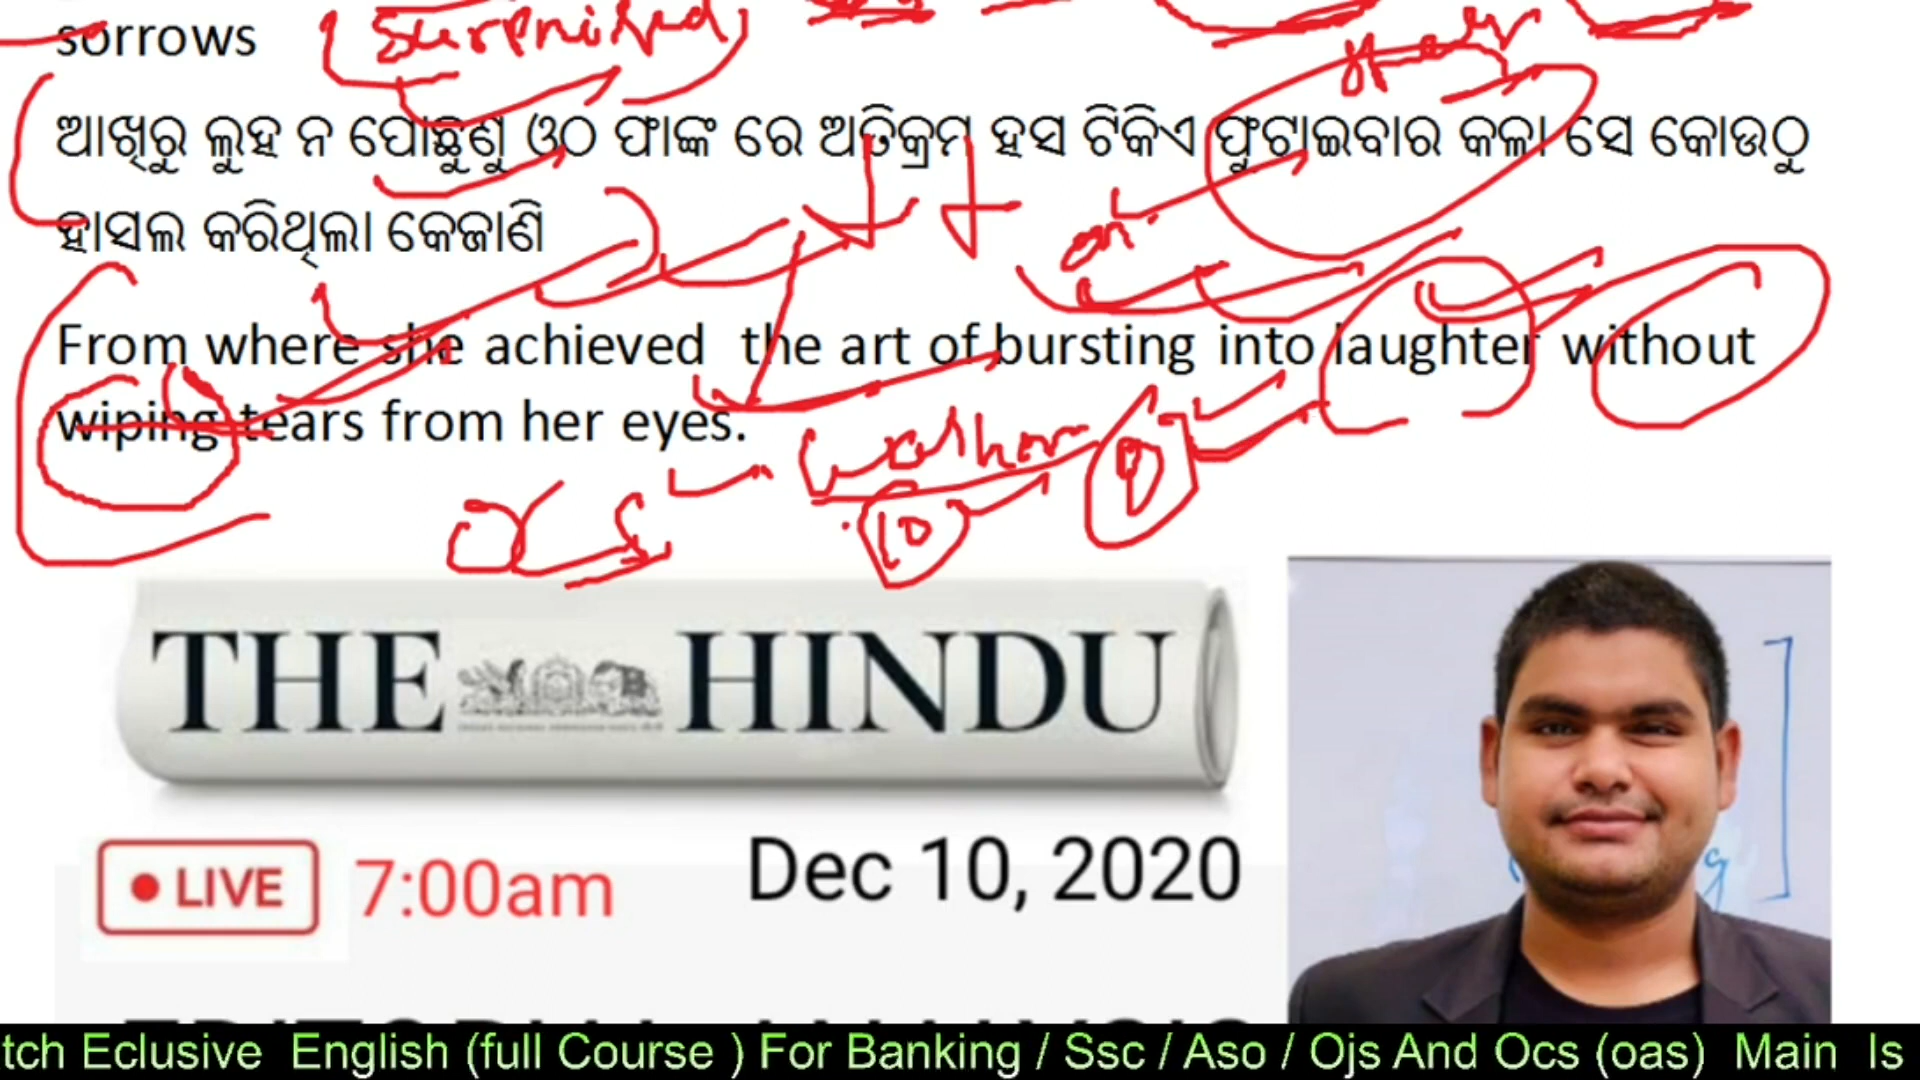 sorrows
ଆଖିରୁ ଲୁହ ନ ପୋଛୁଣୁ ଓଠ ଫାଙ୍କ ରେ ଅତିକ୍ରମ ହସ ଟିକିଏ ଫୁଟାଇବାର କଳା ସେ କୋଉଠୁ
ହାସଲ କରିଥିଲା କେଜାଣି
From where she achieved the art of bursting into laughter without
wiping tears from her eyes.
OCS
10
THE HINDU
LIVE 7:00am Dec 10, 2020
tch Eclusive English (full Course ) For Banking / Ssc / Aso / Ojs And Ocs (oas) Main Is